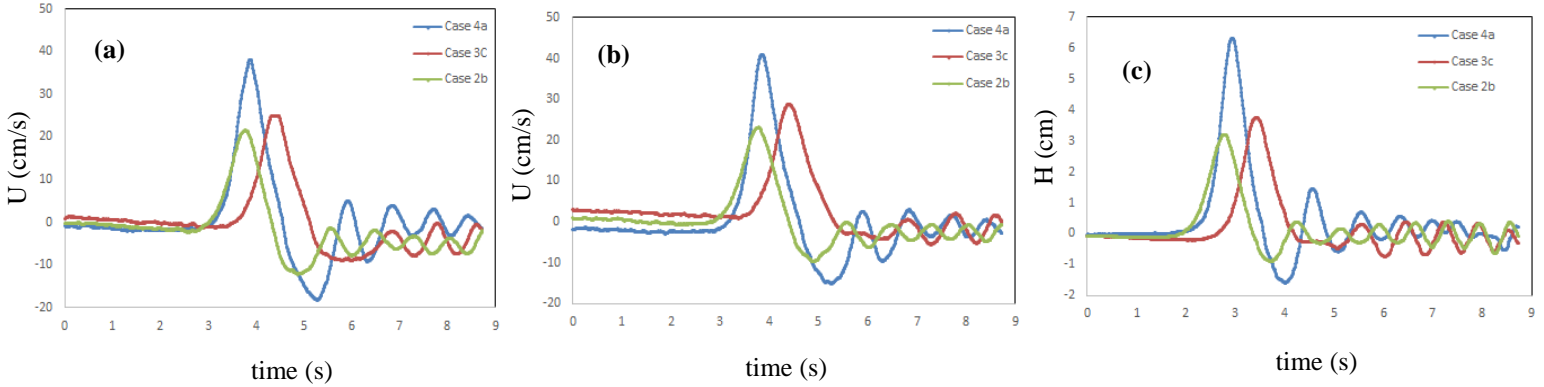 (a)
U (cm/s)
50
40
30
20
10
0
-10
-20
0 1 2 3 4 5 6 7 8 9
time (s)
Case 4a
Case 3C
Case 2b
(b)
U (cm/s)
50
40
30
20
10
0
-10
-20
0 1 2 3 4 5 6 7 8 9
time (s)
Case 4a
Case 3c
Case 2b
(c)
H (cm)
7
6
5
4
3
2
1
0
-1
-2
0 1 2 3 4 5 6 7 8 9
time (s)
Case 4a
Case 3c
Case 2b